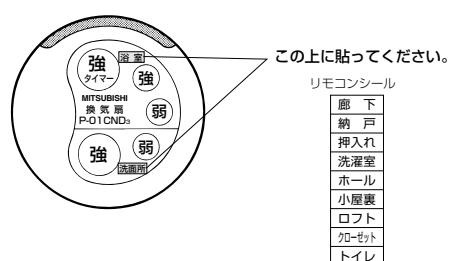 この上に貼ってください。
強
タイマー
浴室
強
MITSUBISHI
換気扇
P-01CND3
弱
強
弱
洗面所
リモコンシール
廊下
納戸
押入れ
洗濯室
ホール
小屋裏
ロフト
クローゼット
トイレ